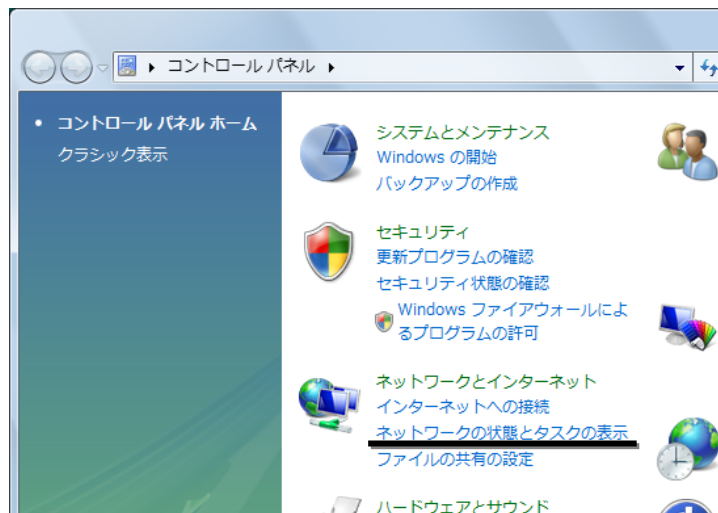 コントロール パネル
コントロール パネル ホーム
クラシック表示
システムとメンテナンス
Windows の開始
バックアップの作成
セキュリティ
更新プログラムの確認
セキュリティ状態の確認
Windows ファイアウォールによ
るプログラムの許可
ネットワークとインターネット
インターネットへの接続
ネットワークの状態とタスクの表示
ファイルの共有の設定
ハードウェアとサウンド